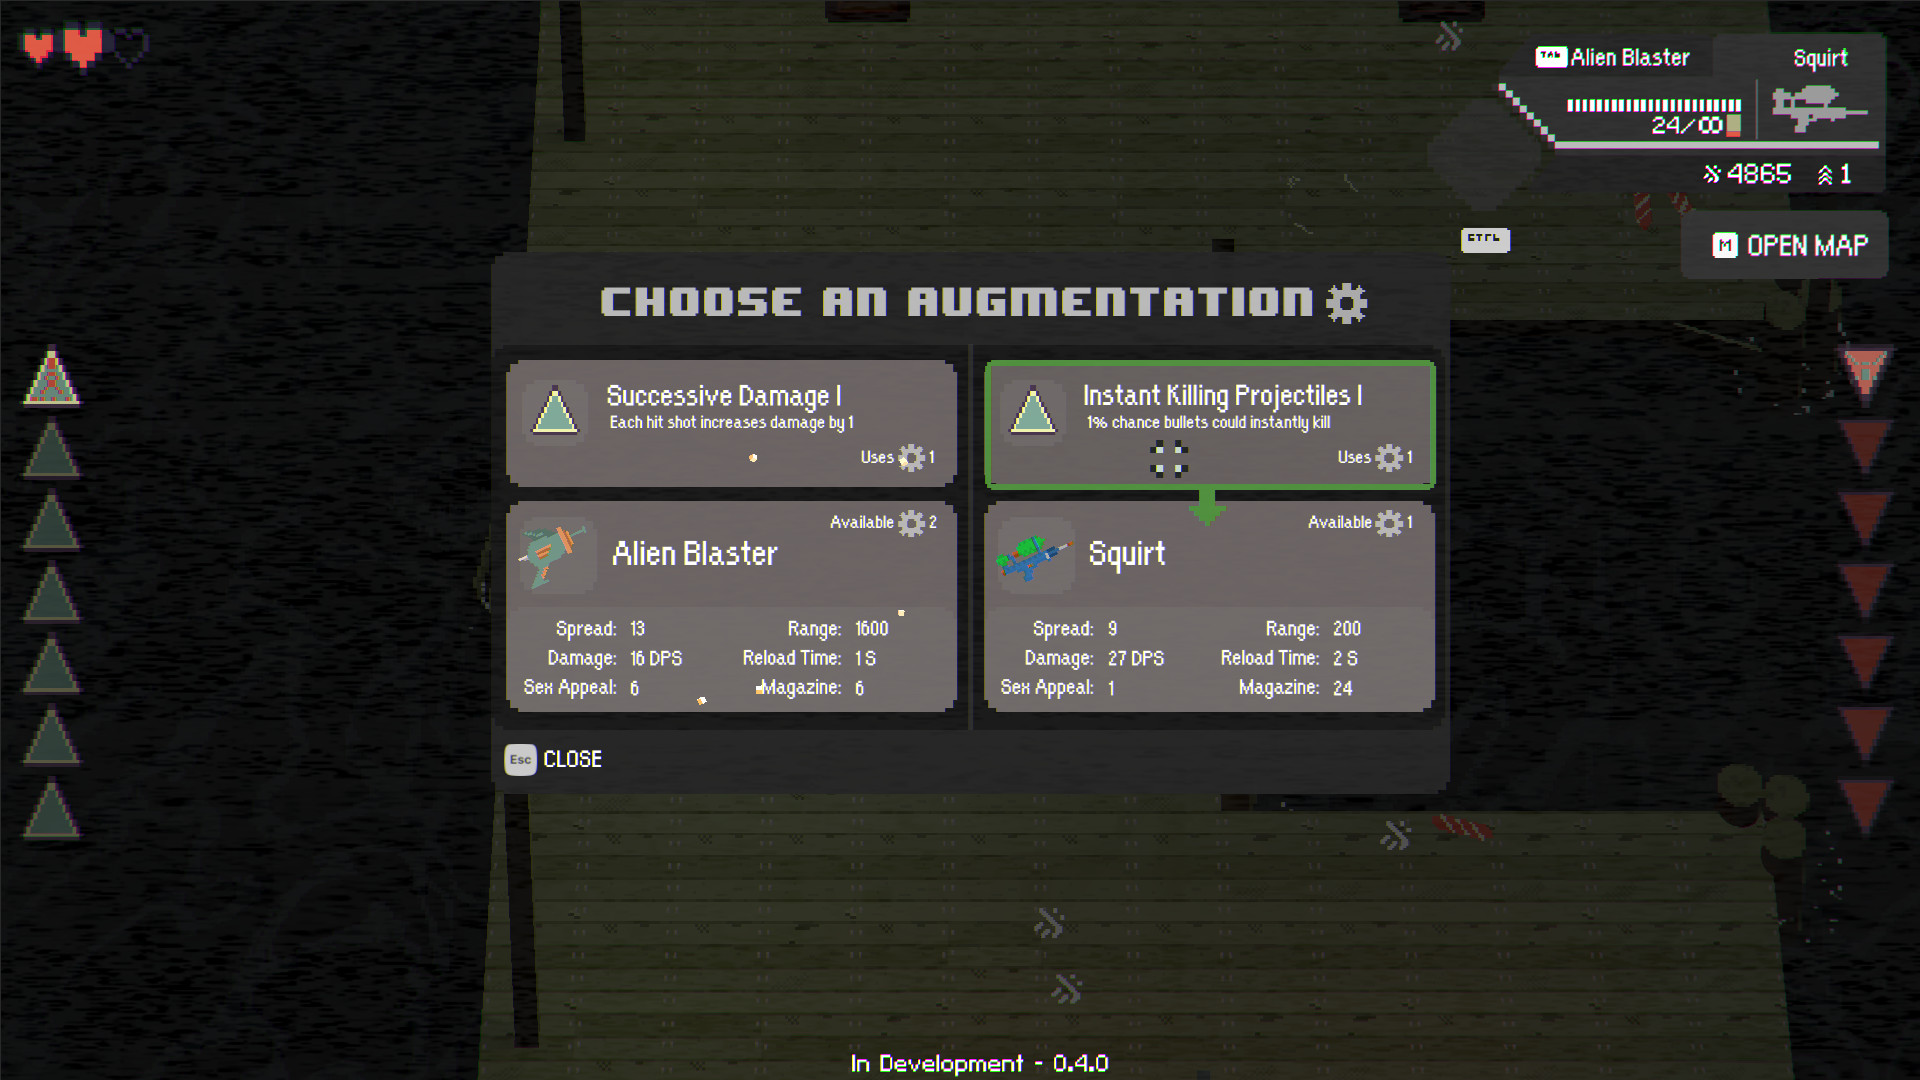 TAB Alien Blaster
Squirt
24/∞
4865
1
CTRL
M OPEN MAP
CHOOSE AN AUGMENTATION
Successive Damage I
Each hit shot increases damage by 1
Uses 1
Instant Killing Projectiles I
1% chance bullets could instantly kill
Uses 1
Available 2
Alien Blaster
Spread: 13
Range: 1600
Damage: 16 DPS
Reload Time: 1 S
Sex Appeal: 6
Magazine: 6
Available 1
Squirt
Spread: 9
Range: 200
Damage: 27 DPS
Reload Time: 2 S
Sex Appeal: 1
Magazine: 24
Esc CLOSE
In Development - 0.4.0